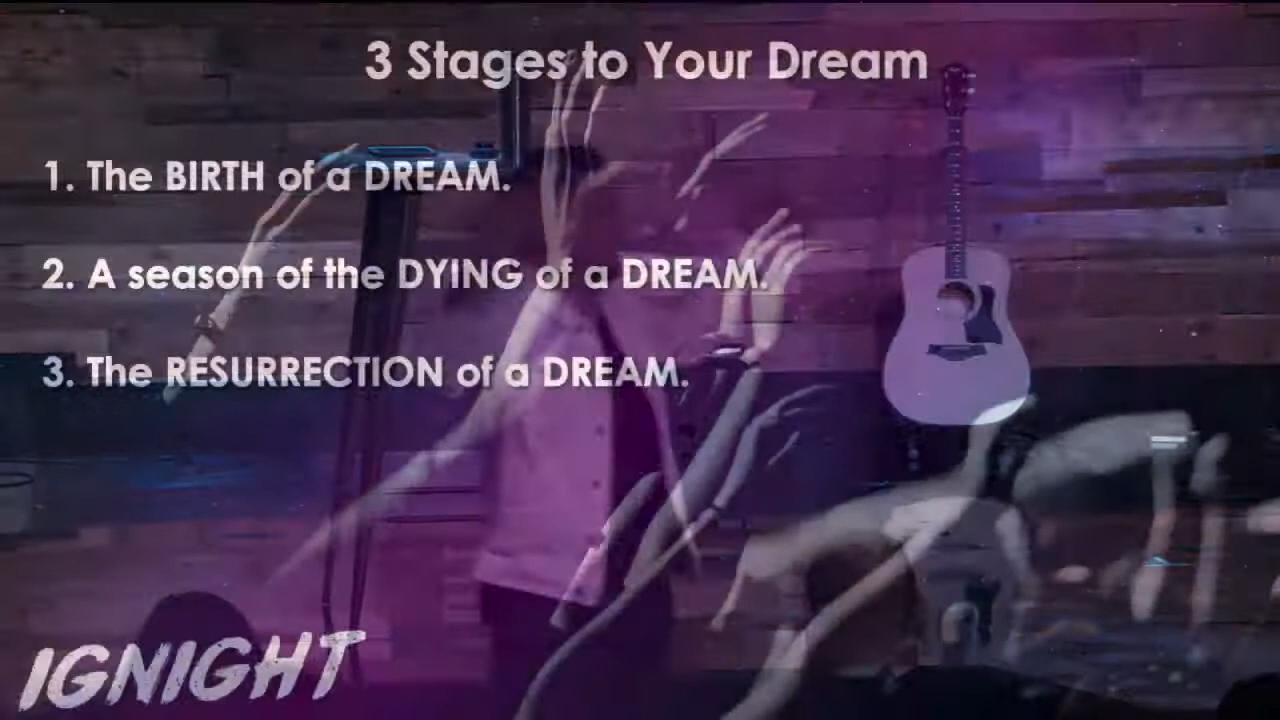 3 Stages to Your Dream
1. The BIRTH of a DREAM.
2. A season of the DYING of a DREAM.
3. The RESURRECTION of a DREAM.
IGNIGHT